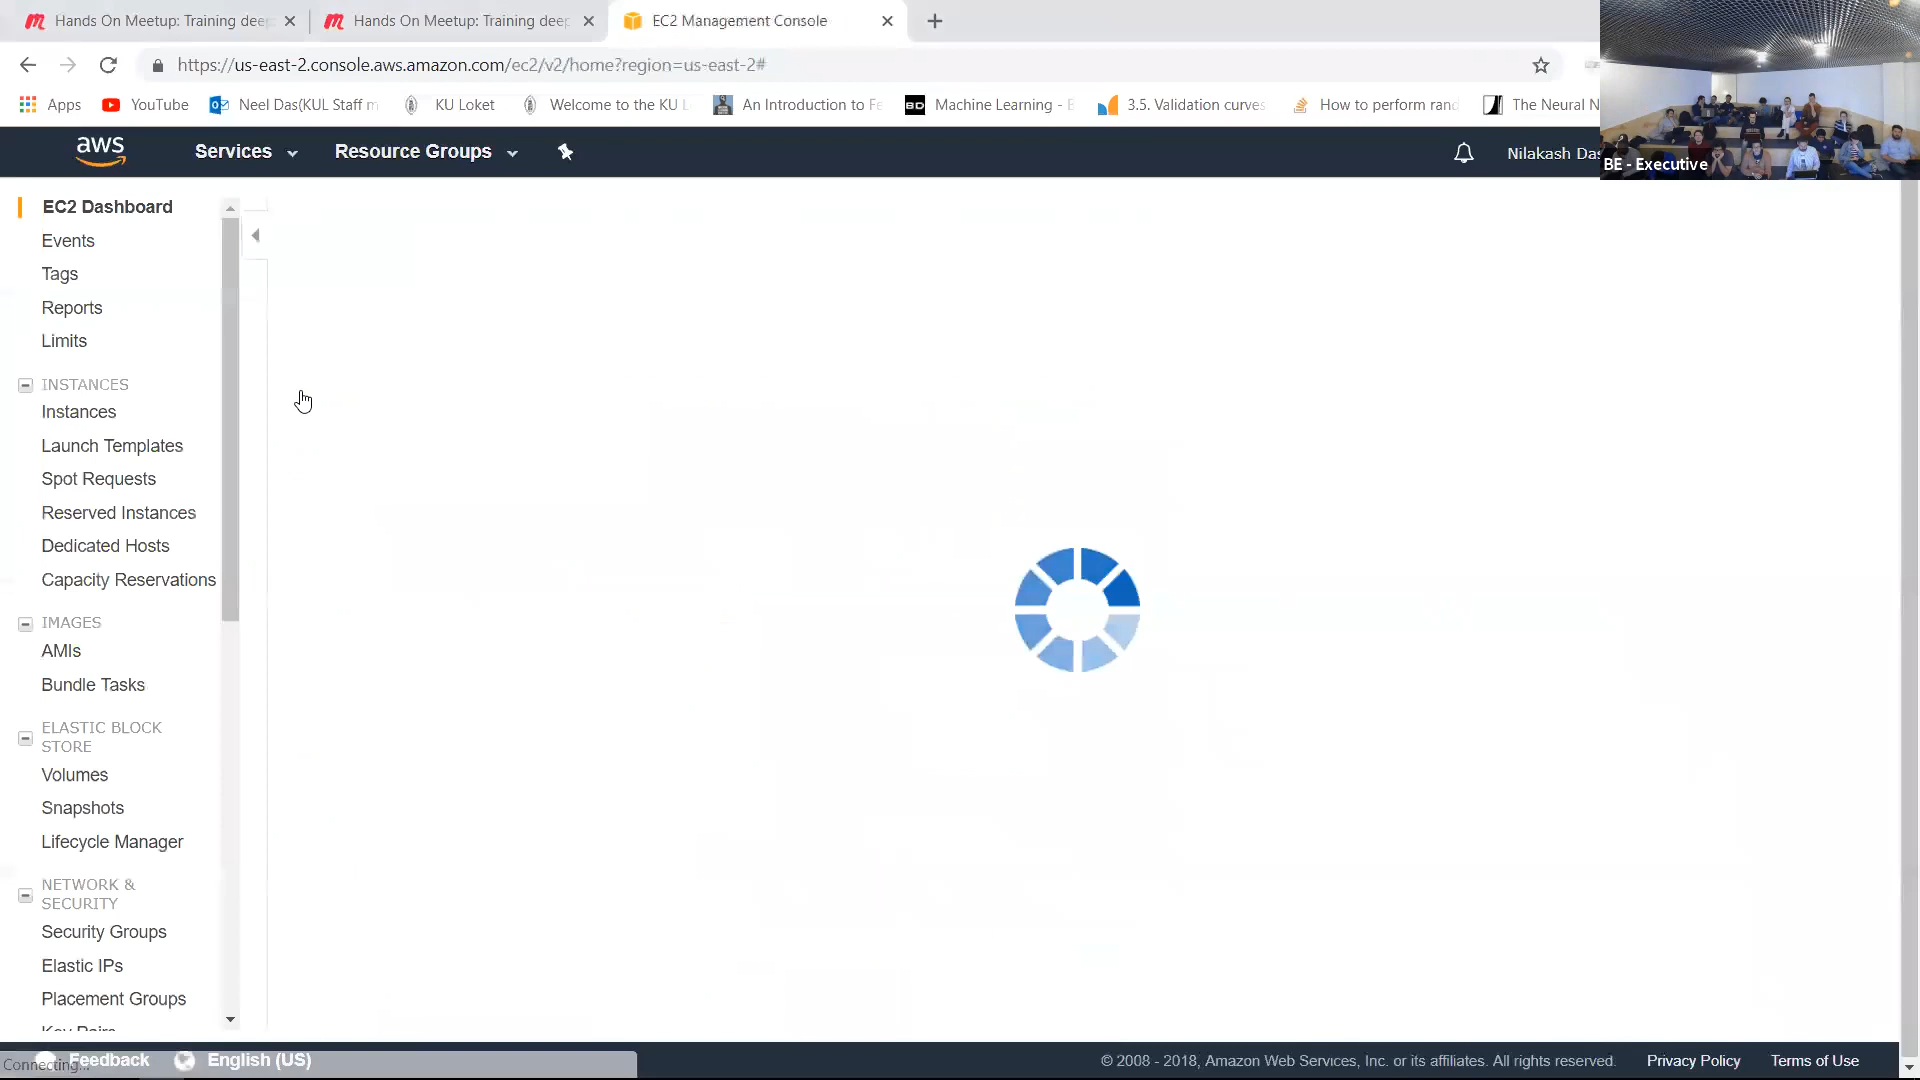 Hands On Meetup: Training deep
Hands On Meetup: Training deep
EC2 Management Console
https://us-east-2.console.aws.amazon.com/ec2/v2/home?region=us-east-2#
Apps
YouTube
Neel Das(KUL Staff m
KU Loket
Welcome to the KU L
An Introduction to Fe
BD
Machine Learning - B
3.5. Validation curves
How to perform rand
The Neural N
aws
Services
Resource Groups
Nilakash Das
BE - Executive
EC2 Dashboard
Events
Tags
Reports
Limits
INSTANCES
Instances
Launch Templates
Spot Requests
Reserved Instances
Dedicated Hosts
Capacity Reservations
IMAGES
AMIs
Bundle Tasks
ELASTIC BLOCK
STORE
Volumes
Snapshots
Lifecycle Manager
NETWORK &
SECURITY
Security Groups
Elastic IPs
Placement Groups
Key Pairs
Connecting...
Feedback
English (US)
© 2008 - 2018, Amazon Web Services, Inc. or its affiliates. All rights reserved.
Privacy Policy
Terms of Use